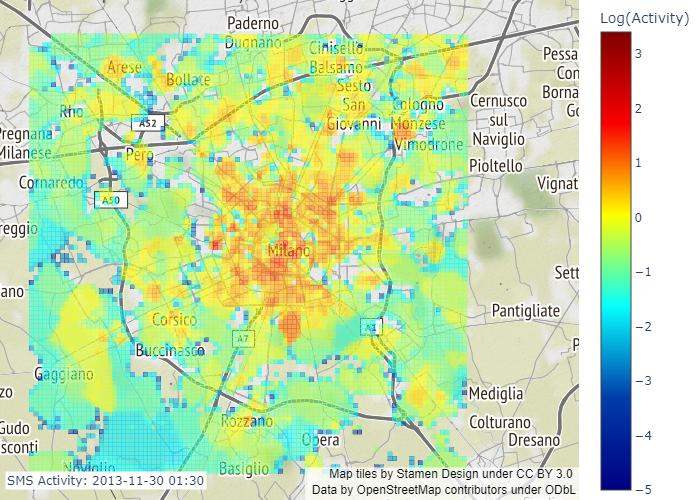 Log(Activity)
Paderno
Dugnano
Cinisello
Balsamo
Arese
Bollate
Sesto
San
Giovanni
Cologno
Monzese
Cernusco
sul
Naviglio
Rho
A52
Pregnana
Milanese
Pero
Vimodrone
Pioltello
Cornaredo
A50
Vignat
reggio
Milano
Sett
Pantigliate
Corsico
A7
A1
Buccinasco
Gaggiano
Mediglia
Rozzano
Colturano
Dresano
Opera
Gudo
sconti
Noviglio
Basiglio
Pessa
Con
Borna
Go
ano
zo
P
3
2
1
0
−1
−2
−3
−4
−5
SMS Activity: 2013-11-30 01:30
Map tiles by Stamen Design under CC BY 3.0
Data by OpenStreetMap contributors under ODbL